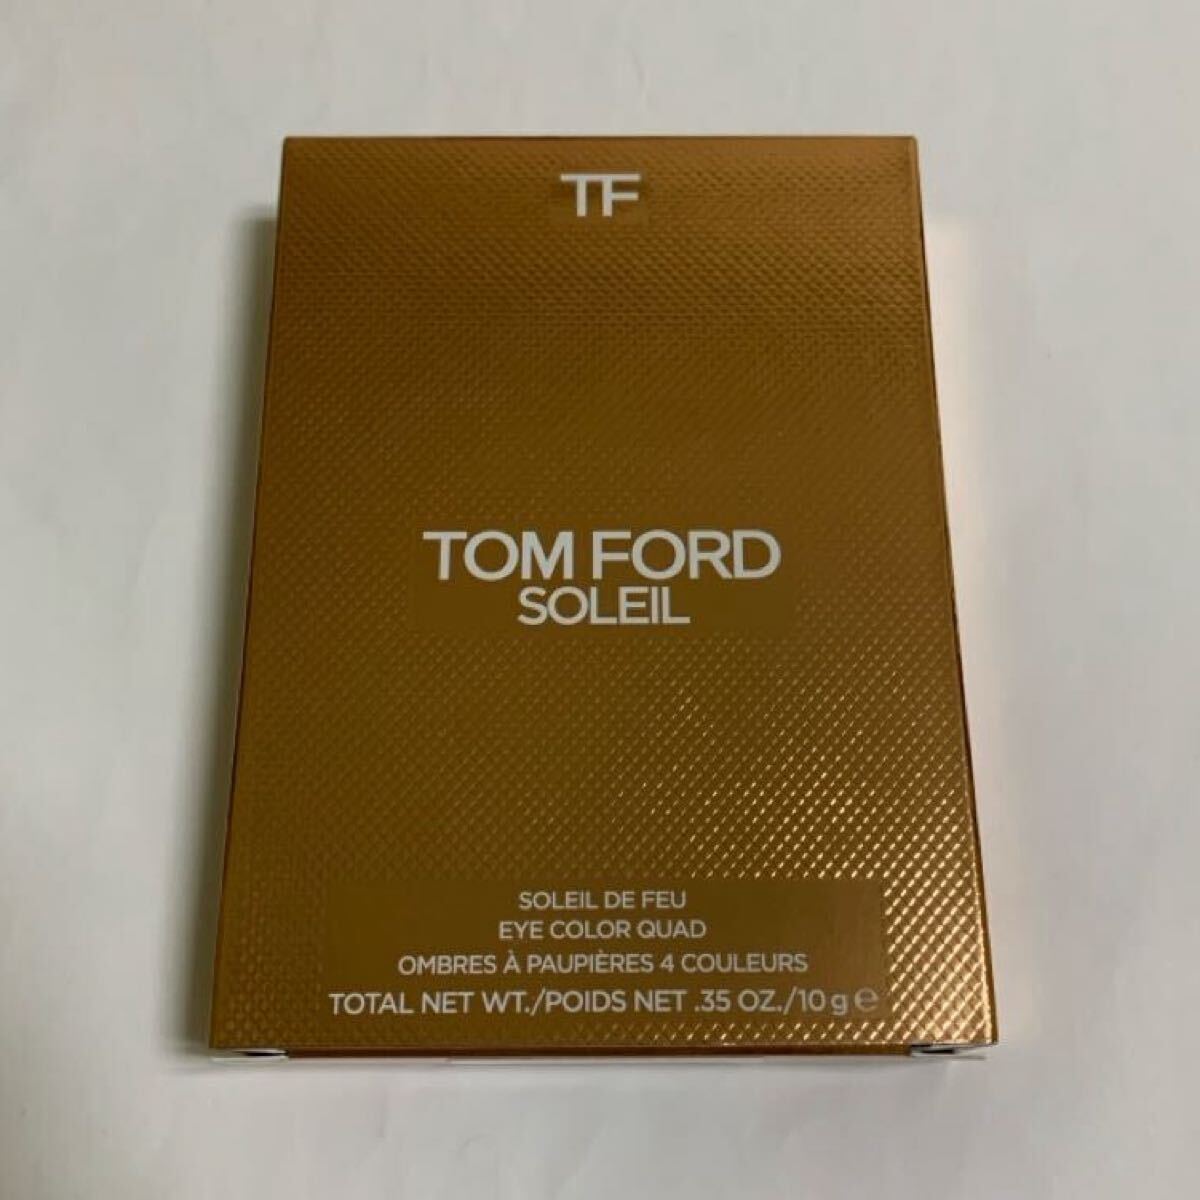 TF
TOM FORD
SOLEIL
SOLEIL DE FEU
EYE COLOR QUAD
OMBRES À PAUPIÈRES 4 COULEURS
TOTAL NET WT./POIDS NET .35 OZ./10 g ℮